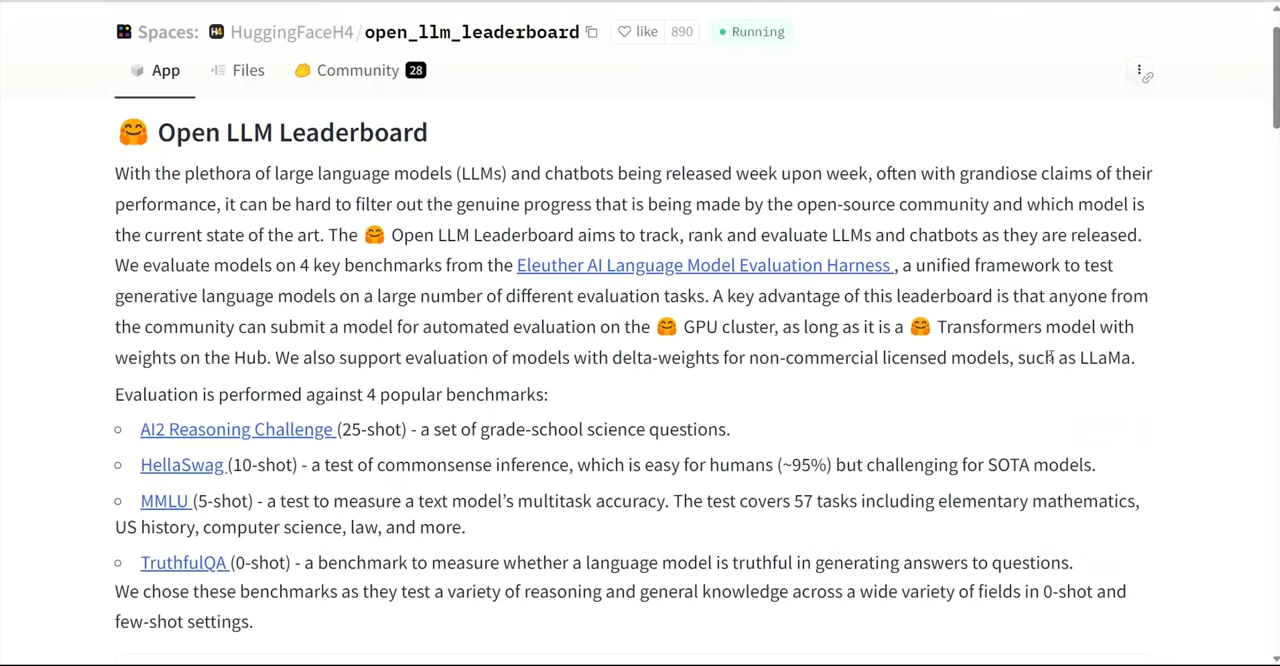 Spaces: H4 HuggingFaceH4/open_llm_leaderboard like 890 Running
App Files Community 28
🤗 Open LLM Leaderboard
With the plethora of large language models (LLMs) and chatbots being released week upon week, often with grandiose claims of their
performance, it can be hard to filter out the genuine progress that is being made by the open-source community and which model is
the current state of the art. The 🤗 Open LLM Leaderboard aims to track, rank and evaluate LLMs and chatbots as they are released.
We evaluate models on 4 key benchmarks from the Eleuther AI Language Model Evaluation Harness , a unified framework to test
generative language models on a large number of different evaluation tasks. A key advantage of this leaderboard is that anyone from
the community can submit a model for automated evaluation on the 🤗 GPU cluster, as long as it is a 🤗 Transformers model with
weights on the Hub. We also support evaluation of models with delta-weights for non-commercial licensed models, such as LLaMa.
Evaluation is performed against 4 popular benchmarks:
AI2 Reasoning Challenge (25-shot) - a set of grade-school science questions.
HellaSwag (10-shot) - a test of commonsense inference, which is easy for humans (~95%) but challenging for SOTA models.
MMLU (5-shot) - a test to measure a text model’s multitask accuracy. The test covers 57 tasks including elementary mathematics,
US history, computer science, law, and more.
TruthfulQA (0-shot) - a benchmark to measure whether a language model is truthful in generating answers to questions.
We chose these benchmarks as they test a variety of reasoning and general knowledge across a wide variety of fields in 0-shot and
few-shot settings.